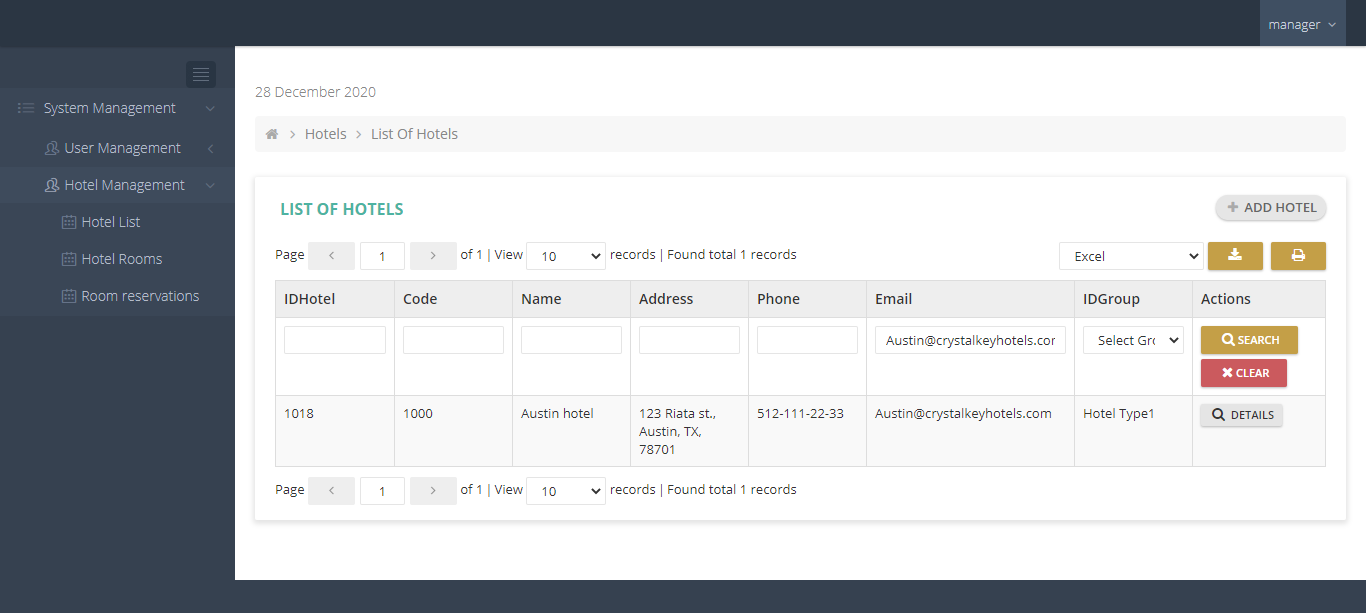 manager
System Management
User Management
Hotel Management
Hotel List
Hotel Rooms
Room reservations
28 December 2020
Hotels List Of Hotels
LIST OF HOTELS
ADD HOTEL
Page 1 of 1 | View 10 records | Found total 1 records Excel
IDHotel Code Name Address Phone Email IDGroup Actions
Austin@crystalkeyhotels.cor Select Gro SEARCH
CLEAR
1018 1000 Austin hotel 123 Riata st., 512-111-22-33 Austin@crystalkeyhotels.com Hotel Type1 DETAILS
Austin, TX,
78701
Page 1 of 1 | View 10 records | Found total 1 records